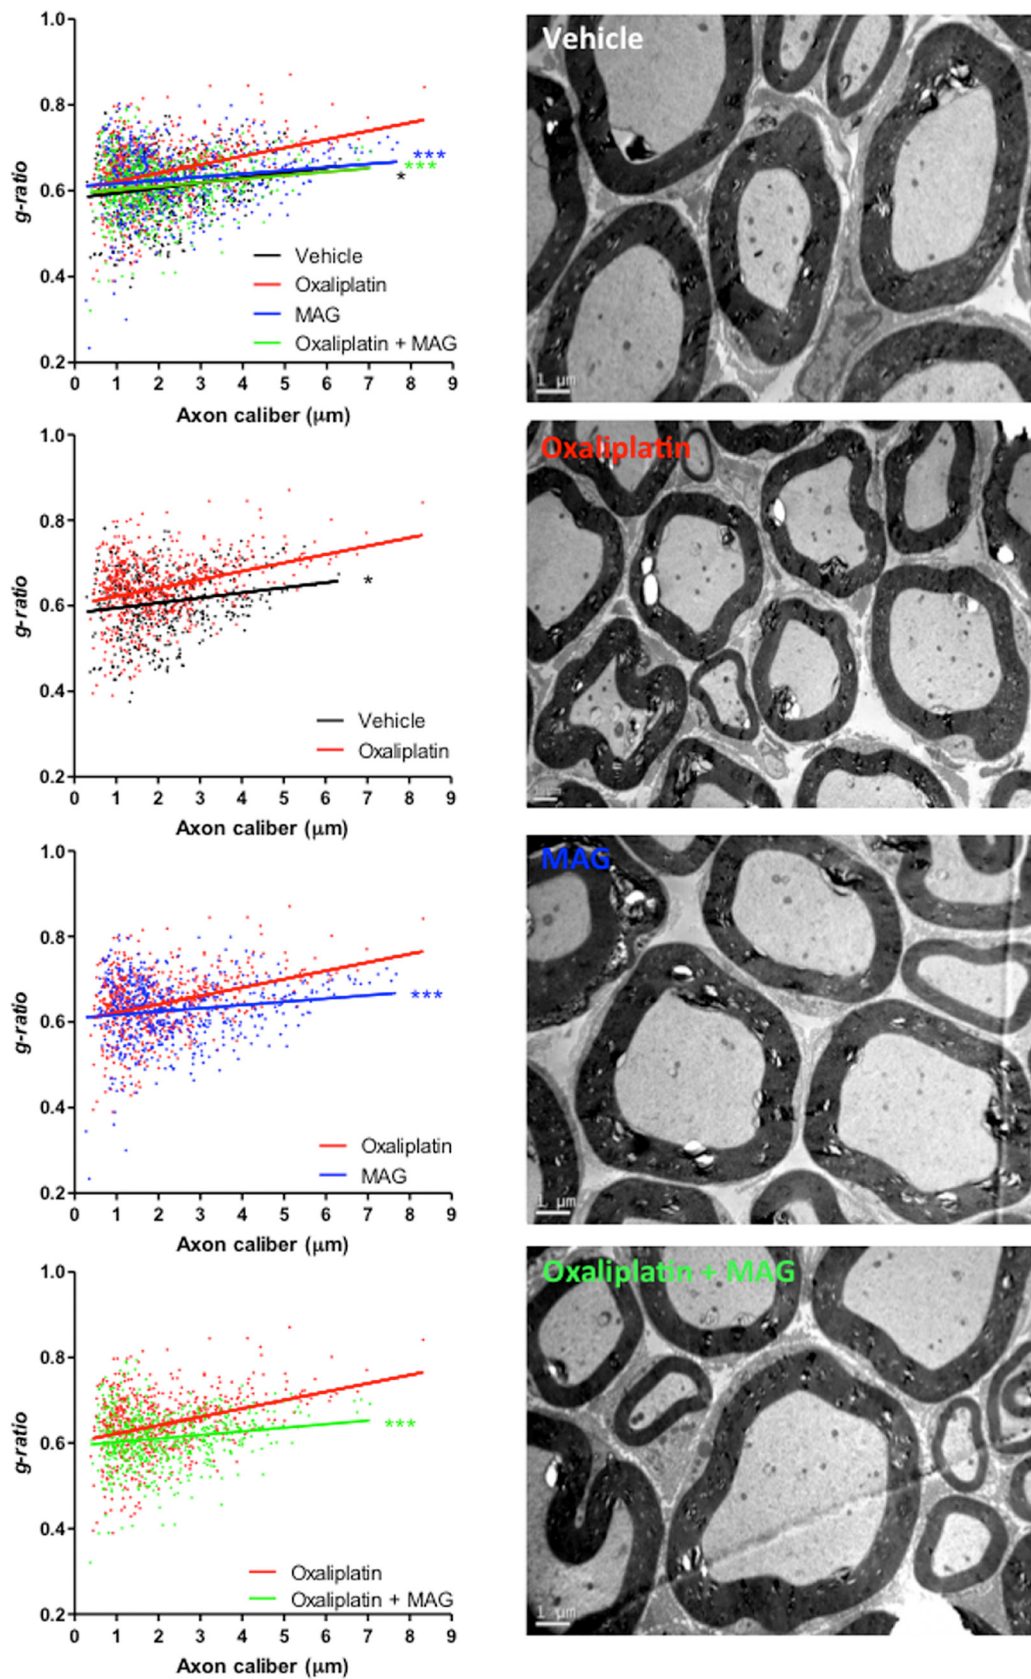 1.0
0.8
0.6
0.4
0.2
g-ratio
***
***
*
Vehicle
Oxaliplatin
MAG
Oxaliplatin + MAG
0 1 2 3 4 5 6 7 8 9
Axon caliber (μm)
Vehicle
1 μm
1.0
0.8
0.6
0.4
0.2
g-ratio
*
Vehicle
Oxaliplatin
0 1 2 3 4 5 6 7 8 9
Axon caliber (μm)
Oxaliplatin
1.0
0.8
0.6
0.4
0.2
g-ratio
***
Oxaliplatin
MAG
0 1 2 3 4 5 6 7 8 9
Axon caliber (μm)
MAG
1 μm
1.0
0.8
0.6
0.4
0.2
g-ratio
***
Oxaliplatin
Oxaliplatin + MAG
0 1 2 3 4 5 6 7 8 9
Axon caliber (μm)
Oxaliplatin + MAG
1 μm